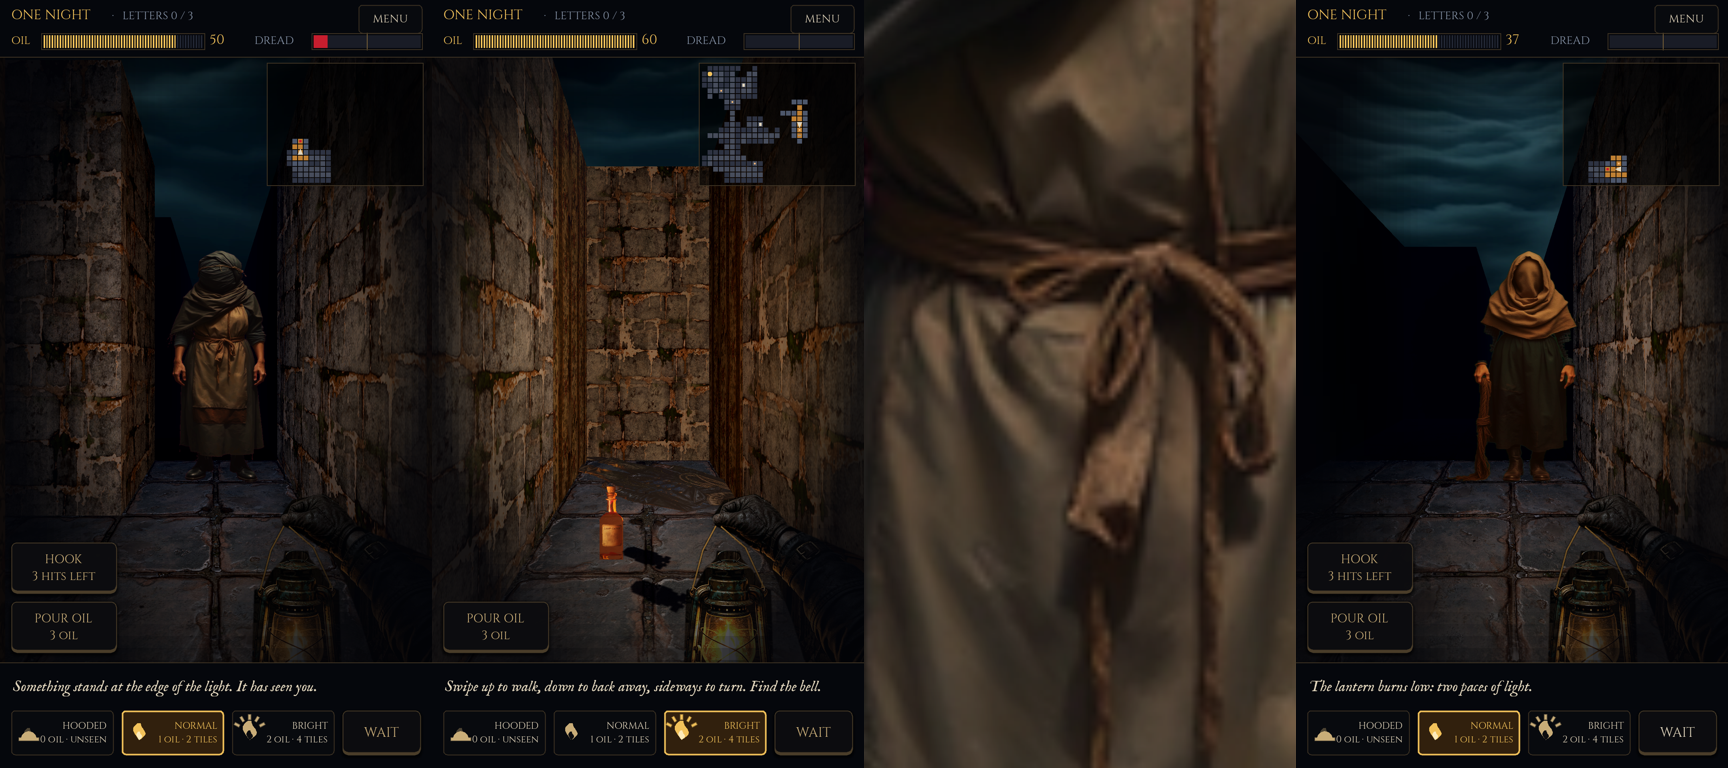 ONE NIGHT · LETTERS 0 / 3 MENU
OIL 50 DREAD
HOOK
3 HITS LEFT
POUR OIL
3 OIL
Something stands at the edge of the light. It has seen you.
HOODED
0 OIL · UNSEEN
NORMAL
1 OIL · 2 TILES
BRIGHT
2 OIL · 4 TILES
WAIT
ONE NIGHT · LETTERS 0 / 3 MENU
OIL 60 DREAD
POUR OIL
3 OIL
Swipe up to walk, down to back away, sideways to turn. Find the bell.
HOODED
0 OIL · UNSEEN
NORMAL
1 OIL · 2 TILES
BRIGHT
2 OIL · 4 TILES
WAIT
ONE NIGHT · LETTERS 0 / 3 MENU
OIL 37 DREAD
HOOK
3 HITS LEFT
POUR OIL
3 OIL
The lantern burns low: two paces of light.
HOODED
0 OIL · UNSEEN
NORMAL
1 OIL · 2 TILES
BRIGHT
2 OIL · 4 TILES
WAIT